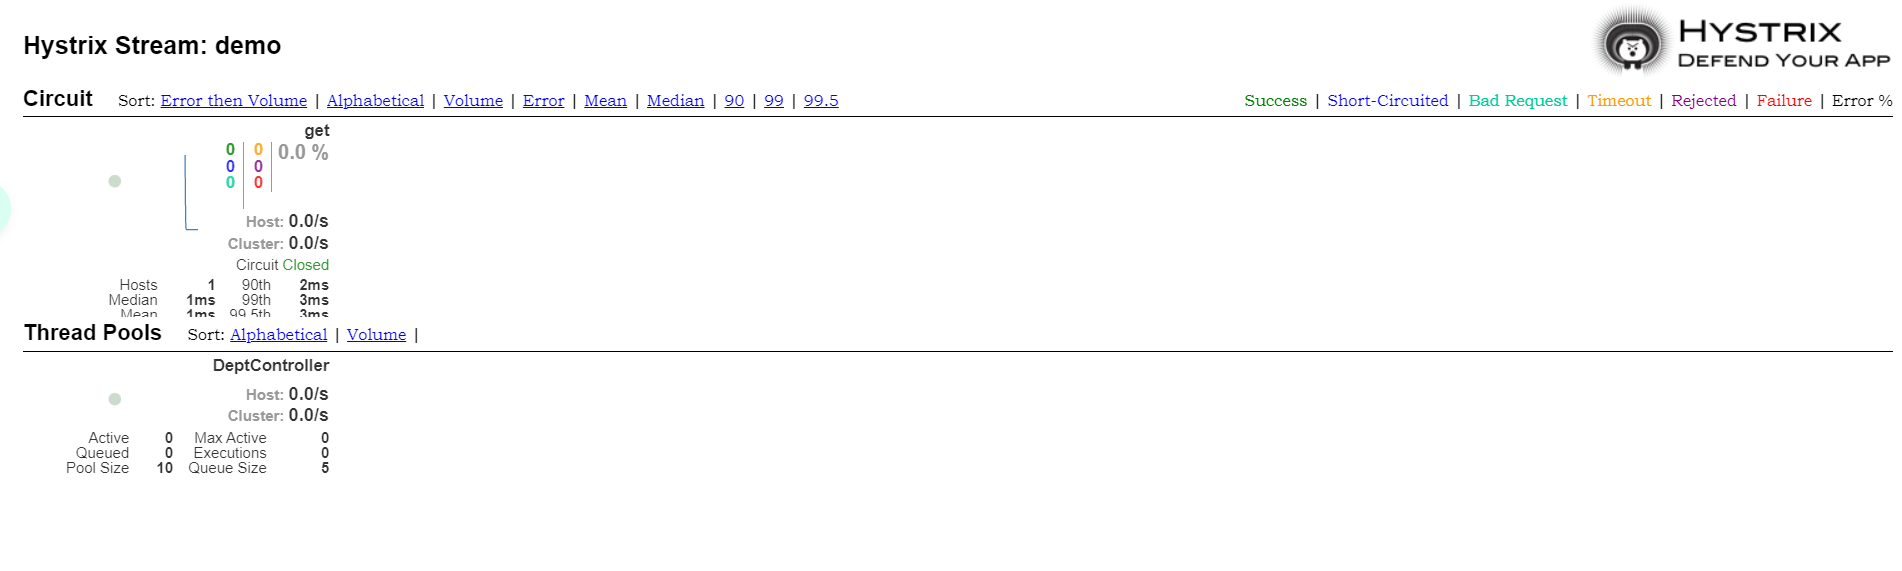 Hystrix Stream: demo
HYSTRIX
DEFEND YOUR APP
Circuit Sort: Error then Volume | Alphabetical | Volume | Error | Mean | Median | 90 | 99 | 99.5
Success | Short-Circuited | Bad Request | Timeout | Rejected | Failure | Error %
get
0 0 0.0 %
0 0
0 0
Host: 0.0/s
Cluster: 0.0/s
Circuit Closed
Hosts 1 90th 2ms
Median 1ms 99th 3ms
Mean 1ms 99.5th 3ms
Thread Pools Sort: Alphabetical | Volume |
DeptController
Host: 0.0/s
Cluster: 0.0/s
Active 0 Max Active 0
Queued 0 Executions 0
Pool Size 10 Queue Size 5